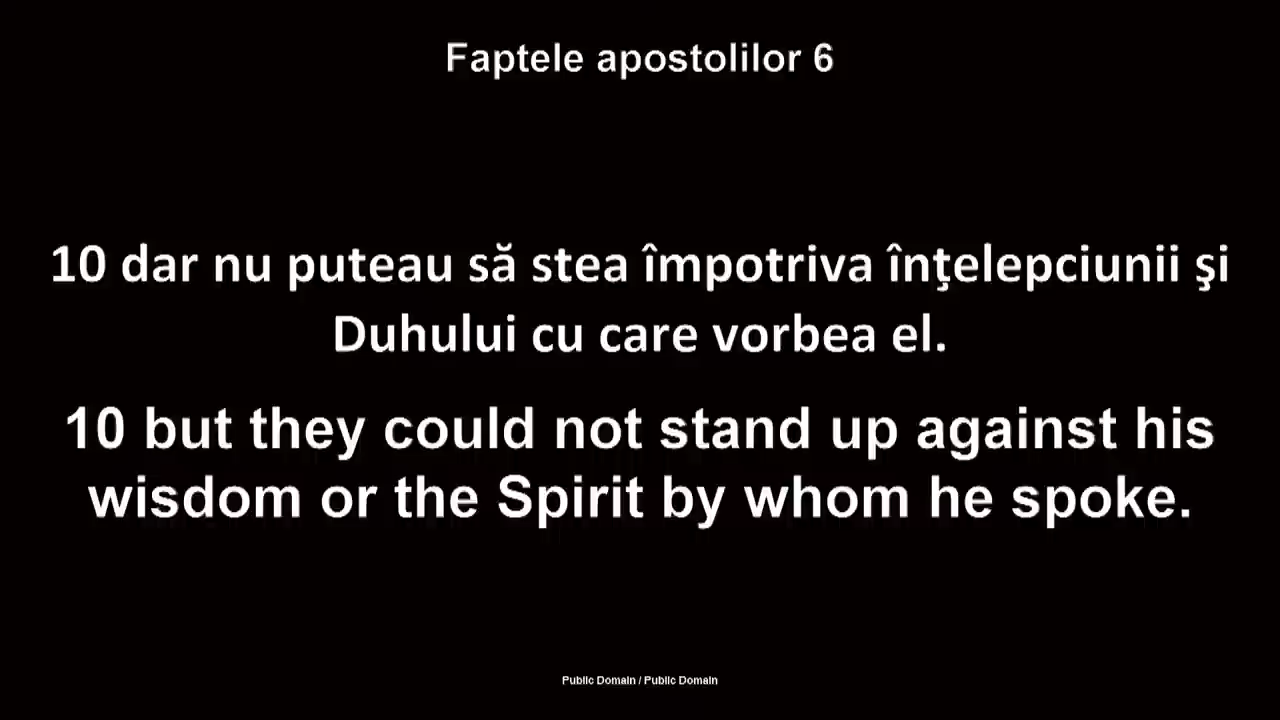 Faptele apostolilor 6
10 dar nu puteau să stea împotriva înţelepciunii şi
Duhului cu care vorbea el.
10 but they could not stand up against his
wisdom or the Spirit by whom he spoke.
Public Domain / Public Domain